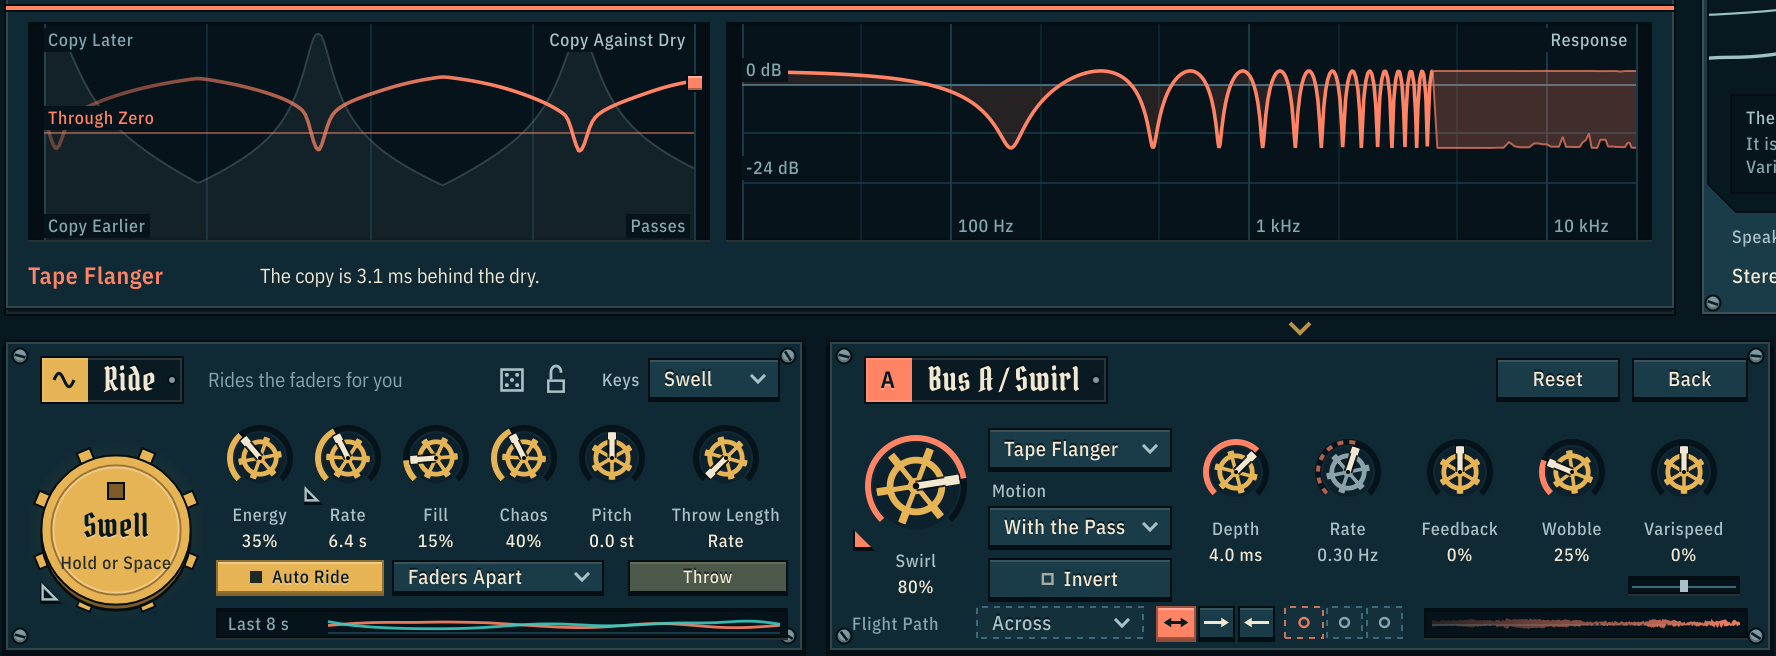 Copy Later
Copy Against Dry
Through Zero
Copy Earlier
Passes
Response
0 dB
-24 dB
100 Hz
1 kHz
10 kHz
Tape Flanger
The copy is 3.1 ms behind the dry.
The
It is
Vari
Speak
Stere
Ride
Rides the faders for you
Keys
Swell
Swell
Hold or Space
Energy
35%
Rate
6.4 s
Fill
15%
Chaos
40%
Pitch
0.0 st
Throw Length
Rate
Auto Ride
Faders Apart
Throw
Last 8 s
A
Bus A / Swirl
Reset
Back
Swirl
80%
Tape Flanger
Motion
With the Pass
Invert
Depth
4.0 ms
Rate
0.30 Hz
Feedback
0%
Wobble
25%
Varispeed
0%
Flight Path
Across